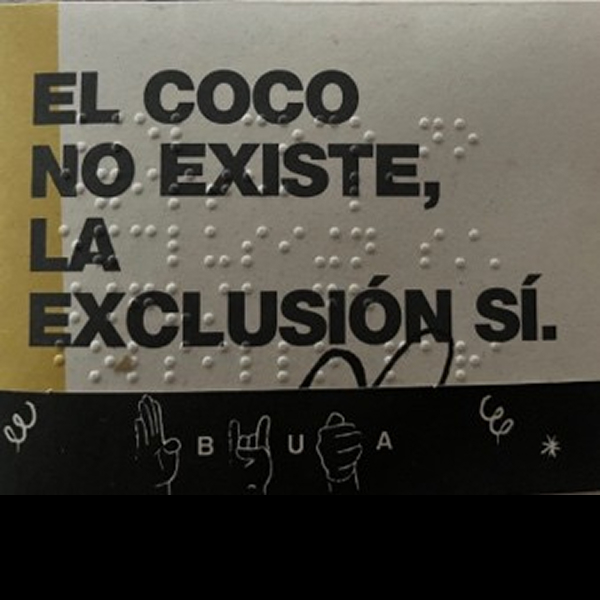 EL COCO
NO EXISTE,
LA
EXCLUSIÓN SÍ.
B U A